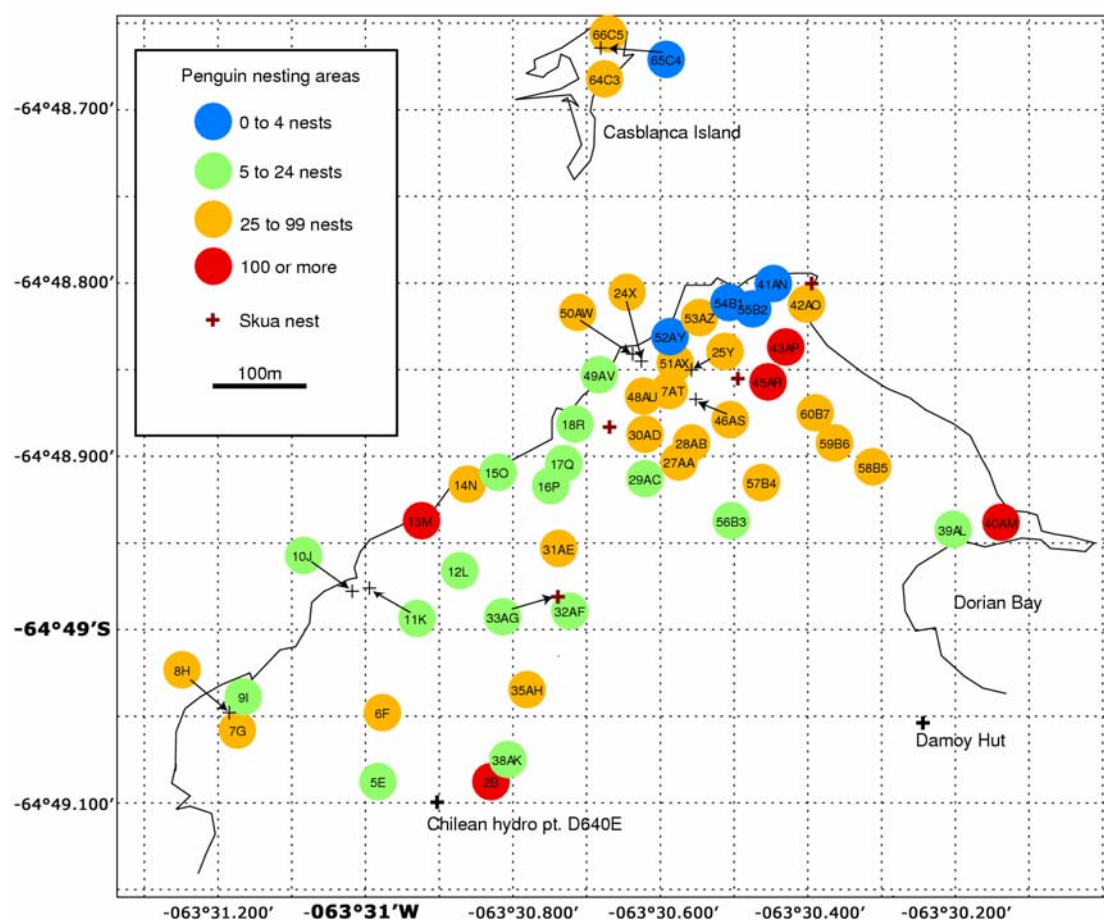 66C5
65C4
Penguin nesting areas
64C3
-64°48.700'
0 to 4 nests
Casblanca Island
5 to 24 nests
25 to 99 nests
100 or more
-64°48.800'
24X
41AN
50AW
54B1
55B2
42AO
Skua nest
53AZ
52AY
43AP
25Y
51AX
100m
49AV
45AR
7AT
48AU
60B7
46AS
18R
30AD
28AB
59B6
-64°48.900'
17Q
27AA
58B5
15O
29AC
14N
16P
57B4
13M
56B3
40AM
39AL
31AE
10J
12L
33AG
32AF
Dorian Bay
11K
-64°49'S
8H
35AH
9I
6F
7G
Damoy Hut
38AK
5E
2B
-64°49.100'
Chilean hydro pt. D640E
-063°31.200'
-063°31'W
-063°30.800'
-063°30.600'
-063°30.400'
-063°30.200'